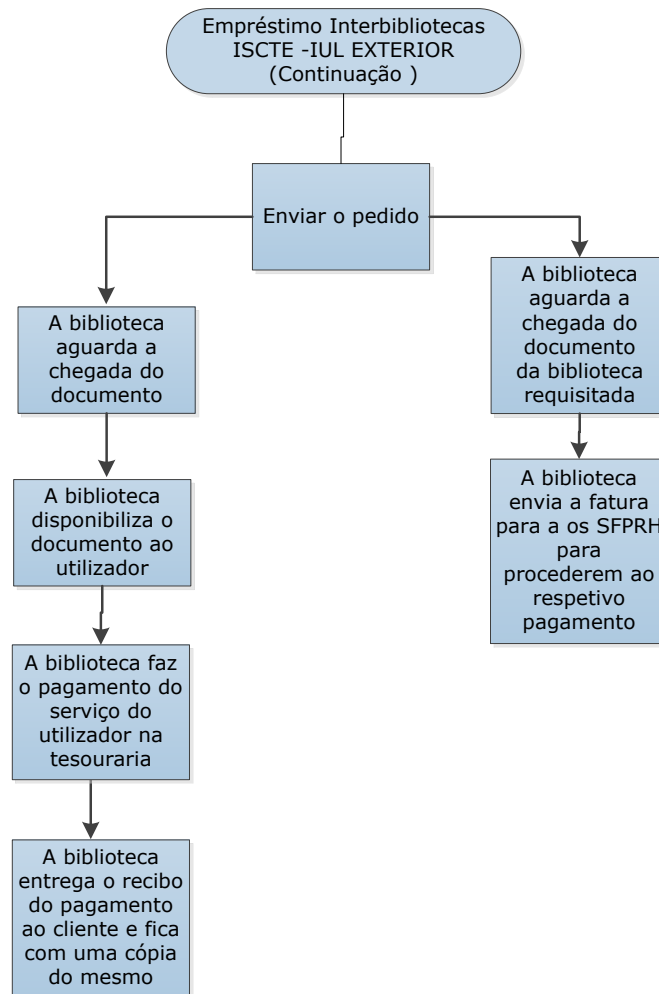 Empréstimo Interbibliotecas
ISCTE -IUL EXTERIOR
(Continuação )
Enviar o pedido
A biblioteca
aguarda a
chegada do
documento
A biblioteca
disponibiliza o
documento ao
utilizador
A biblioteca faz
o pagamento do
serviço do
utilizador na
tesouraria
A biblioteca
entrega o recibo
do pagamento
ao cliente e fica
com uma cópia
do mesmo
A biblioteca
aguarda a
chegada do
documento
da biblioteca
requisitada
A biblioteca
envia a fatura
para a os SFPRH
para
procederem ao
respetivo
pagamento